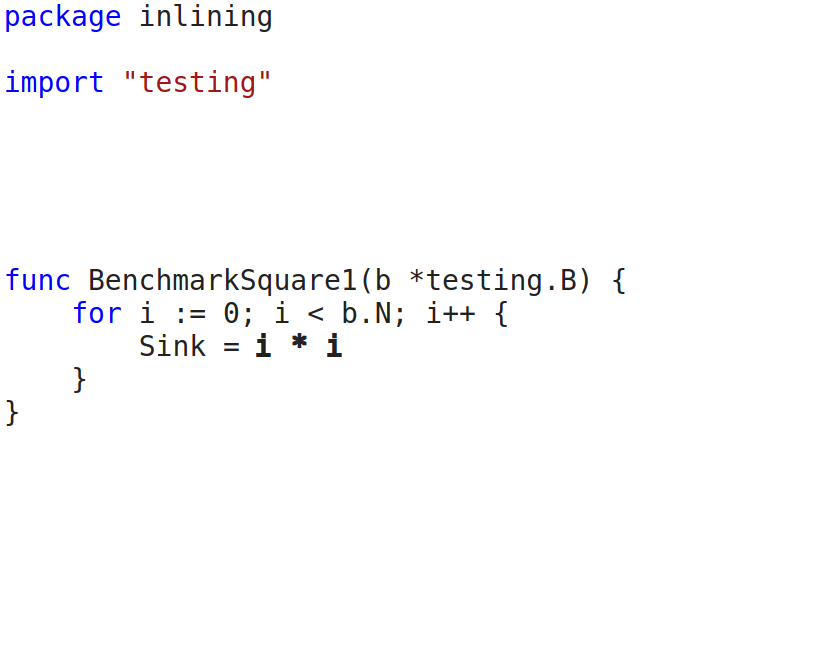 package inlining
import "testing"
func BenchmarkSquare1(b *testing.B) {
    for i := 0; i < b.N; i++ {
        Sink = i * i
    }
}